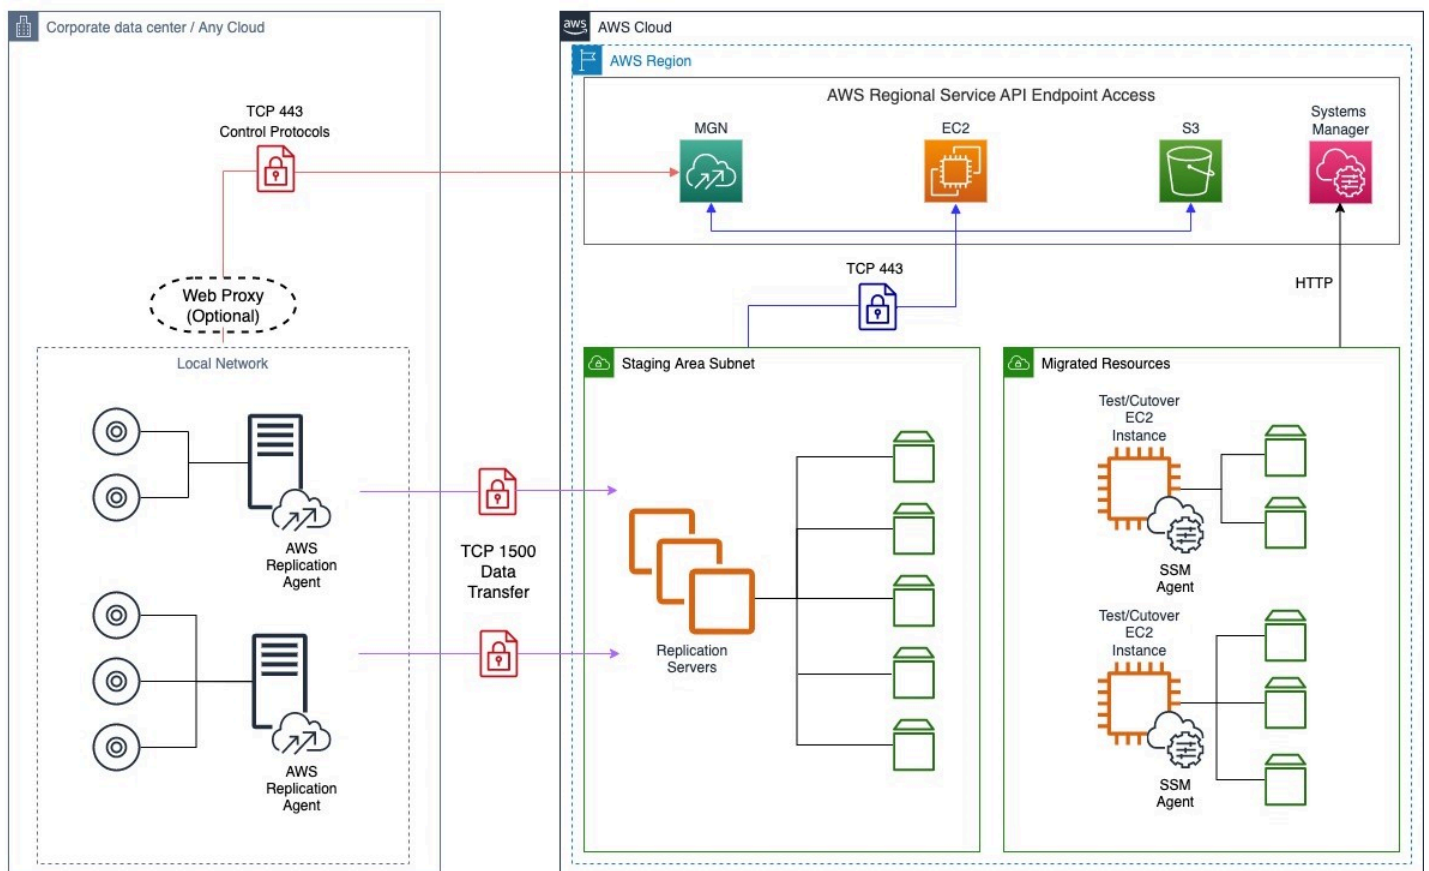 Corporate data center / Any Cloud
aws
AWS Cloud
AWS Region
AWS Regional Service API Endpoint Access
TCP 443
Control Protocols
MGN
EC2
S3
Systems
Manager
TCP 443
HTTP
Web Proxy
(Optional)
Local Network
AWS
Replication
Agent
AWS
Replication
Agent
TCP 1500
Data
Transfer
Staging Area Subnet
Replication
Servers
Migrated Resources
Test/Cutover
EC2
Instance
SSM
Agent
Test/Cutover
EC2
Instance
SSM
Agent